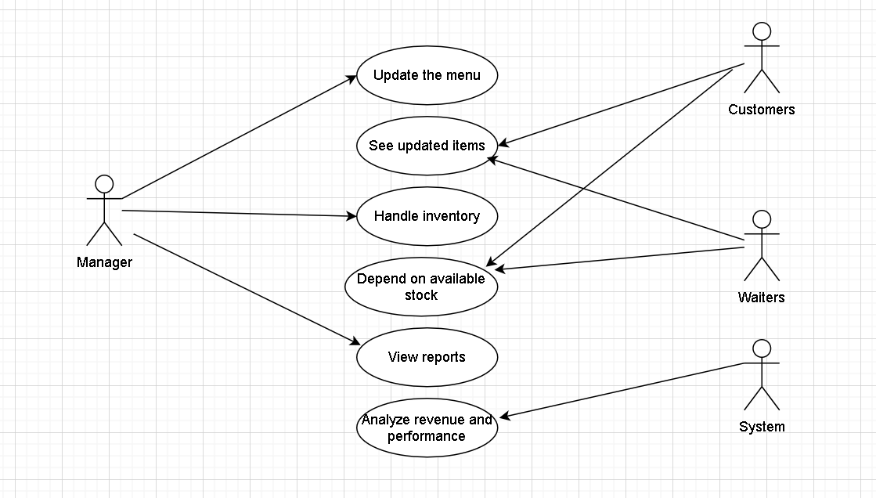 Update the menu
Customers
See updated items
Manager
Handle inventory
Depend on available
stock
Waiters
View reports
Analyze revenue and
performance
System